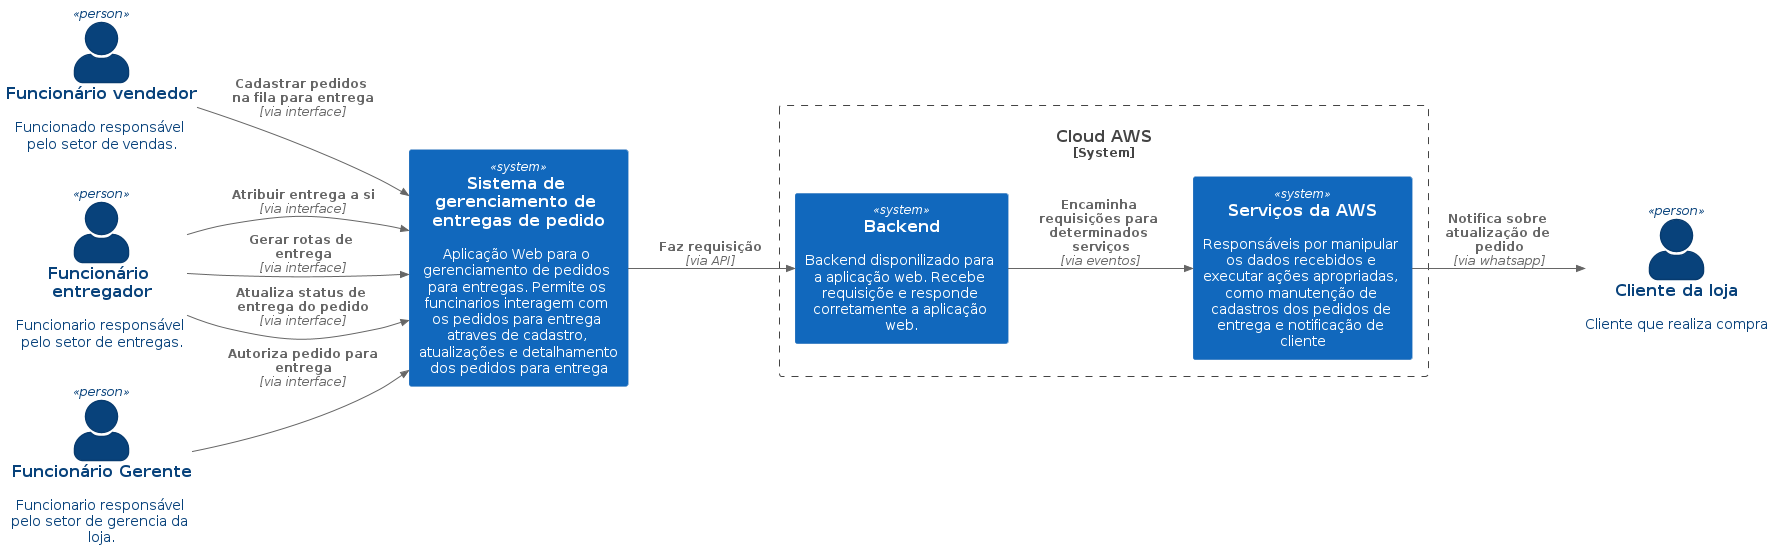 «person»
Funcionário vendedor
Funcionado responsável
pelo setor de vendas.
«person»
Funcionário
entregador
Funcionario responsável
pelo setor de entregas.
«person»
Funcionário Gerente
Funcionario responsável
pelo setor de gerencia da
loja.
Cadastrar pedidos
na fila para entrega
[via interface]
Atribuir entrega a si
[via interface]
Gerar rotas de
entrega
[via interface]
Atualiza status de
entrega do pedido
[via interface]
Autoriza pedido para
entrega
[via interface]
«system»
Sistema de
gerenciamento de
entregas de pedido
Aplicação Web para o
gerenciamento de pedidos
para entregas. Permite os
funcinarios interagem com
os pedidos para entrega
atraves de cadastro,
atualizações e detalhamento
dos pedidos para entrega
Faz requisição
[via API]
Cloud AWS
[System]
«system»
Backend
Backend disponilizado para
a aplicação web. Recebe
requisiçõe e responde
corretamente a aplicação
web.
Encaminha
requisições para
determinados
serviços
[via eventos]
«system»
Serviços da AWS
Responsáveis por manipular
os dados recebidos e
executar ações apropriadas,
como manutenção de
cadastros dos pedidos de
entrega e notificação de
cliente
Notifica sobre
atualização de
pedido
[via whatsapp]
«person»
Cliente da loja
Cliente que realiza compra